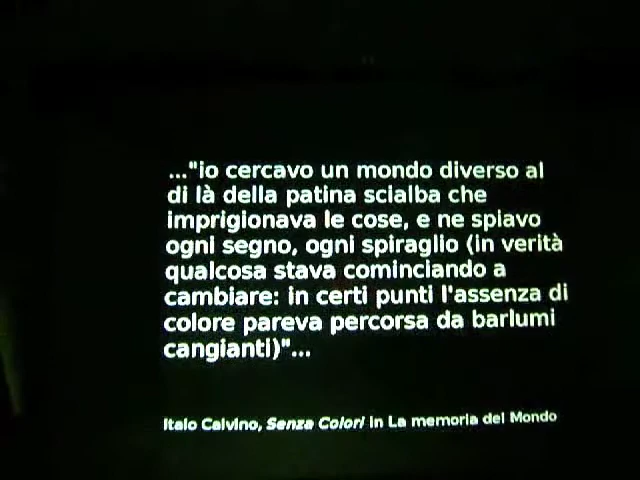 ..."io cercavo un mondo diverso al
di là della patina scialba che
imprigionava le cose, e ne spiavo
ogni segno, ogni spiraglio (in verità
qualcosa stava cominciando a
cambiare: in certi punti l'assenza di
colore pareva percorsa da barlumi
cangianti)"...
Italo Calvino, Senza Colori in La memoria del Mondo